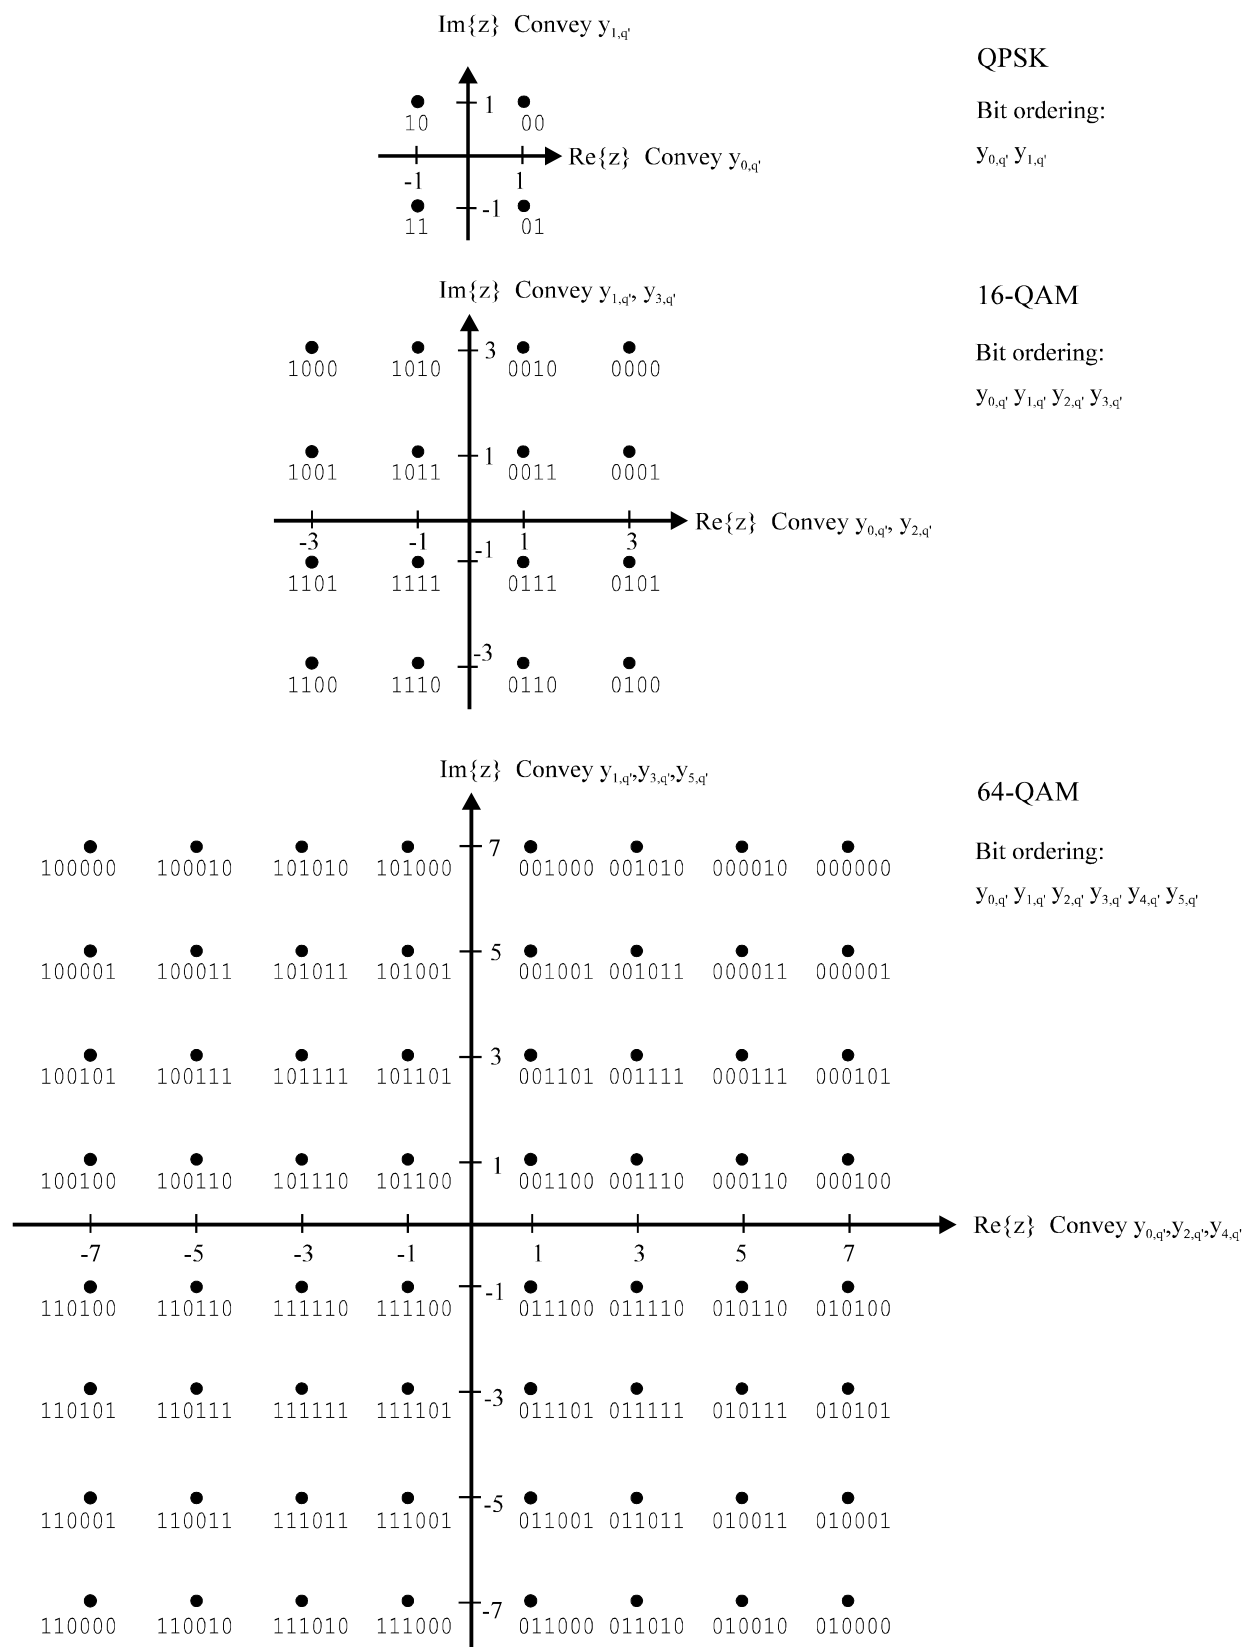 Im{z} Convey y1,q'
QPSK
Bit ordering:
y0,q' y1,q'
1
10 00
Re{z} Convey y0,q'
-1 1
-1
11 01
Im{z} Convey y1,q', y3,q'
16-QAM
Bit ordering:
y0,q' y1,q' y2,q' y3,q'
3
1000 1010 0010 0000
1
1001 1011 0011 0001
Re{z} Convey y0,q', y2,q'
-3 -1 1 3
-1
1101 1111 0111 0101
-3
1100 1110 0110 0100
Im{z} Convey y1,q',y3,q',y5,q'
64-QAM
Bit ordering:
y0,q' y1,q' y2,q' y3,q' y4,q' y5,q'
7
100000 100010 101010 101000 001000 001010 000010 000000
5
100001 100011 101011 101001 001001 001011 000011 000001
3
100101 100111 101111 101101 001101 001111 000111 000101
1
100100 100110 101110 101100 001100 001110 000110 000100
Re{z} Convey y0,q',y2,q',y4,q'
-7 -5 -3 -1 1 3 5 7
-1
110100 110110 111110 111100 011100 011110 010110 010100
-3
110101 110111 111111 111101 011101 011111 010111 010101
-5
110001 110011 111011 111001 011001 011011 010011 010001
-7
110000 110010 111010 111000 011000 011010 010010 010000